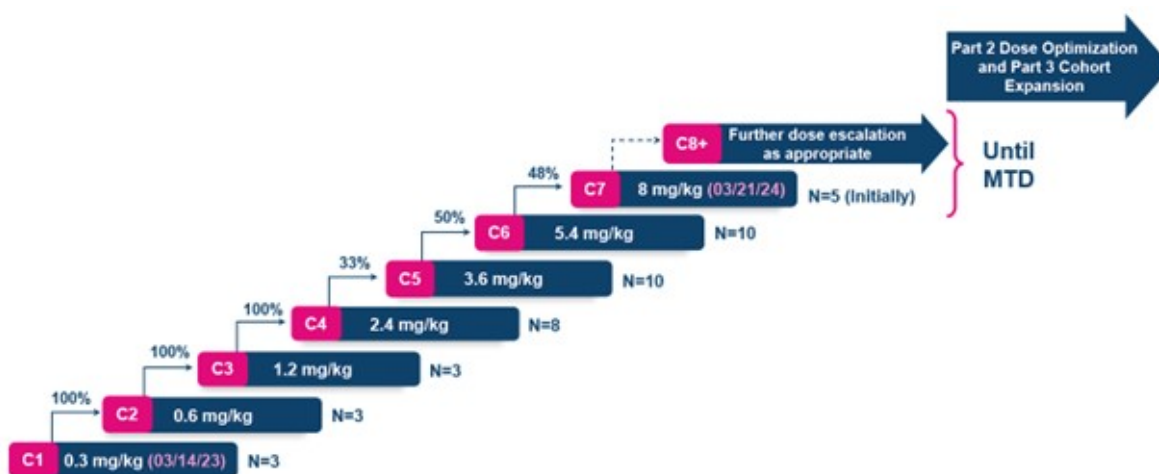 Part 2 Dose Optimization
and Part 3 Cohort
Expansion
C8+ Further dose escalation
as appropriate
Until
MTD
48%
C7 8 mg/kg (03/21/24) N=5 (Initially)
50%
C6 5.4 mg/kg N=10
33%
C5 3.6 mg/kg N=10
100%
C4 2.4 mg/kg N=8
100%
C3 1.2 mg/kg N=3
100%
C2 0.6 mg/kg N=3
C1 0.3 mg/kg (03/14/23) N=3